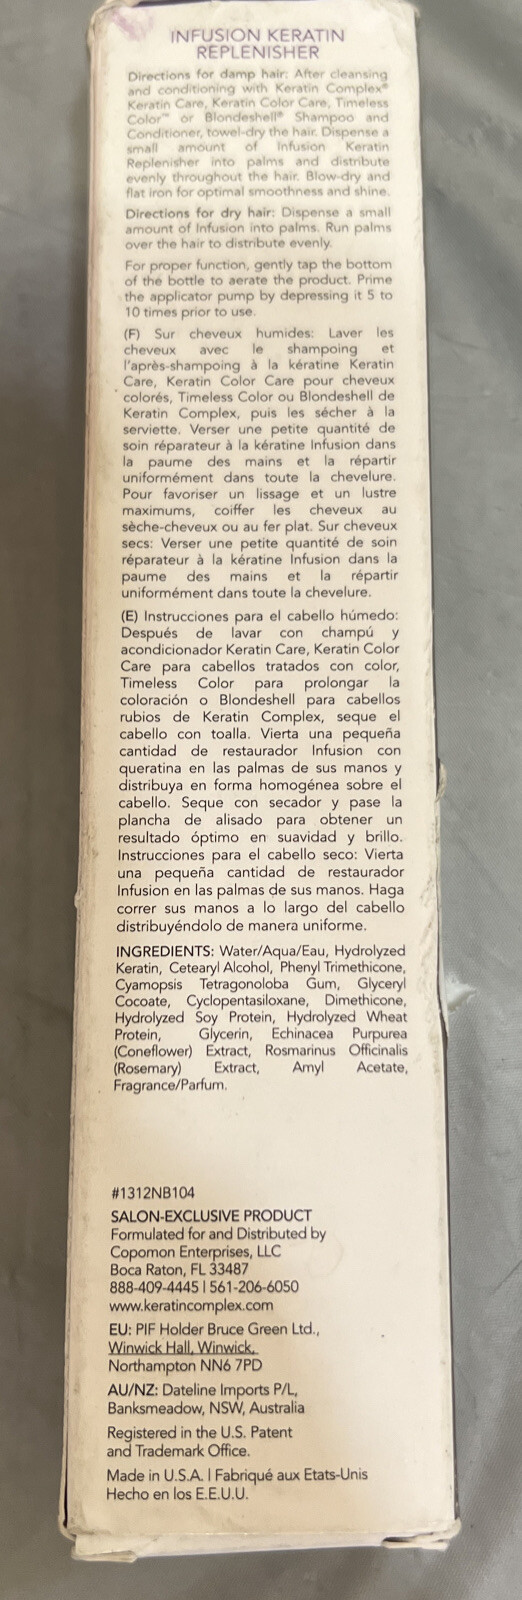 INFUSION KERATIN
REPLENISHER
Directions for damp hair: After cleansing
and conditioning with Keratin Complex®
Keratin Care, Keratin Color Care, Timeless
Color™ or Blondeshell® Shampoo and
Conditioner, towel-dry the hair. Dispense a
small amount of Infusion Keratin
Replenisher into palms and distribute
evenly throughout the hair. Blow-dry and
flat iron for optimal smoothness and shine.
Directions for dry hair: Dispense a small
amount of Infusion into palms. Run palms
over the hair to distribute evenly.
For proper function, gently tap the bottom
of the bottle to aerate the product. Prime
the applicator pump by depressing it 5 to
10 times prior to use.
(F) Sur cheveux humides: Laver les
cheveux avec le shampoing et
l'après-shampoing à la kératine Keratin
Care, Keratin Color Care pour cheveux
colorés, Timeless Color ou Blondeshell de
Keratin Complex, puis les sécher à la
serviette. Verser une petite quantité de
soin réparateur à la kératine Infusion dans
la paume des mains et la répartir
uniformément dans toute la chevelure.
Pour favoriser un lissage et un lustre
maximums, coiffer les cheveux au
sèche-cheveux ou au fer plat. Sur cheveux
secs: Verser une petite quantité de soin
réparateur à la kératine Infusion dans la
paume des mains et la répartir
uniformément dans toute la chevelure.
(E) Instrucciones para el cabello húmedo:
Después de lavar con champú y
acondicionador Keratin Care, Keratin Color
Care para cabellos tratados con color,
Timeless Color para prolongar la
coloración o Blondeshell para cabellos
rubios de Keratin Complex, seque el
cabello con toalla. Vierta una pequeña
cantidad de restaurador Infusion con
queratina en las palmas de sus manos y
distribuya en forma homogénea sobre el
cabello. Seque con secador y pase la
plancha de alisado para obtener un
resultado óptimo en suavidad y brillo.
Instrucciones para el cabello seco: Vierta
una pequeña cantidad de restaurador
Infusion en las palmas de sus manos. Haga
correr sus manos a lo largo del cabello
distribuyéndolo de manera uniforme.
INGREDIENTS: Water/Aqua/Eau, Hydrolyzed
Keratin, Cetearyl Alcohol, Phenyl Trimethicone,
Cyamopsis Tetragonoloba Gum, Glyceryl
Cocoate, Cyclopentasiloxane, Dimethicone,
Hydrolyzed Soy Protein, Hydrolyzed Wheat
Protein, Glycerin, Echinacea Purpurea
(Coneflower) Extract, Rosmarinus Officinalis
(Rosemary) Extract, Amyl Acetate,
Fragrance/Parfum.
#1312NB104
SALON-EXCLUSIVE PRODUCT
Formulated for and Distributed by
Copomon Enterprises, LLC
Boca Raton, FL 33487
888-409-4445 | 561-206-6050
www.keratincomplex.com
EU: PIF Holder Bruce Green Ltd.,
Winwick Hall, Winwick,
Northampton NN6 7PD
AU/NZ: Dateline Imports P/L,
Banksmeadow, NSW, Australia
Registered in the U.S. Patent
and Trademark Office.
Made in U.S.A. | Fabriqué aux Etats-Unis
Hecho en los E.E.U.U.